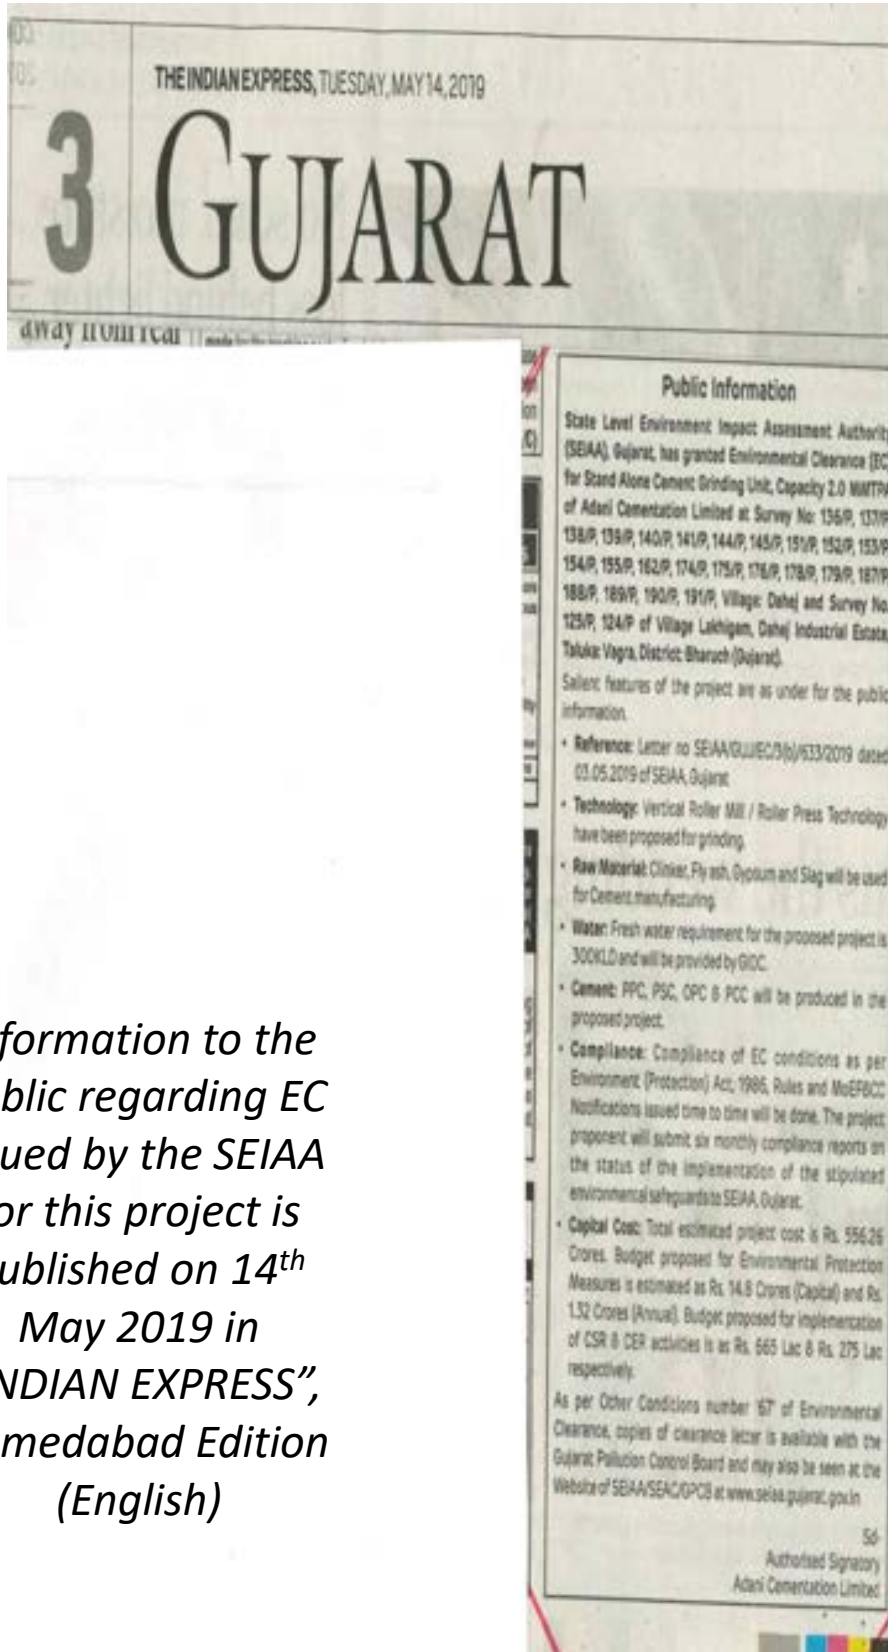 THE INDIAN EXPRESS, TUESDAY, MAY 14, 2019
3
GUJARAT
away from rear
Public Information
State Level Environment Impact Assessment Authority
(SEIAA), Gujarat, has granted Environmental Clearance (EC
for Stand Alone Cement Grinding Unit, Capacity 2.0 MMTPA
of Adani Cementation Limited at Survey No: 136/P, 137/P
138/P, 139/P, 140/P, 141/P, 144/P, 145/P, 151/P, 152/P, 153/P
154/P, 155/P, 162/P, 174/P, 175/P, 176/P, 178/P, 179/P, 187/P
188/P, 189/P, 190/P, 191/P, Village: Dahej and Survey No.
125/P, 124/P of Village Lakhigam, Dahej Industrial Estate,
Taluka: Vagra, District: Bharuch (Gujarat).
Salient features of the project are as under for the public
information.
• Reference: Letter no SEIAA/GUJ/EC/3(b)/633/2019 dated
03.05.2019 of SEIAA, Gujarat
• Technology: Vertical Roller Mill / Roller Press Technology
have been proposed for grinding.
• Raw Material: Clinker, Fly ash, Gypsum and Slag will be used
for Cement manufacturing.
• Water: Fresh water requirement for the proposed project is
300KLD and will be provided by GIDC.
• Cement: PPC, PSC, OPC & PCC will be produced in the
proposed project.
• Compliance: Compliance of EC conditions as per
Environment (Protection) Act, 1986, Rules and MoEF&CC
Notifications issued time to time will be done. The project
proponent will submit six monthly compliance reports on
the status of the implementation of the stipulated
environmental safeguards to SEIAA, Gujarat.
• Capital Cost: Total estimated project cost is Rs. 556.26
Crores. Budget proposed for Environmental Protection
Measures is estimated as Rs. 14.8 Crores (Capital) and Rs.
1.32 Crores (Annual). Budget proposed for implementation
of CSR & CER activities is as Rs. 665 Lac & Rs. 275 Lac
respectively.
As per Other Conditions number '67' of Environmental
Clearance, copies of clearance letter is available with the
Gujarat Pollution Control Board and may also be seen at the
Website of SEIAA/SEAC/GPCB at www.seiaa.gujarat.gov.in
Sd-
Authorised Signatory
Adani Cementation Limited
formation to the
blic regarding EC
ued by the SEIAA
or this project is
ublished on 14th
May 2019 in
NDIAN EXPRESS”,
medabad Edition
(English)